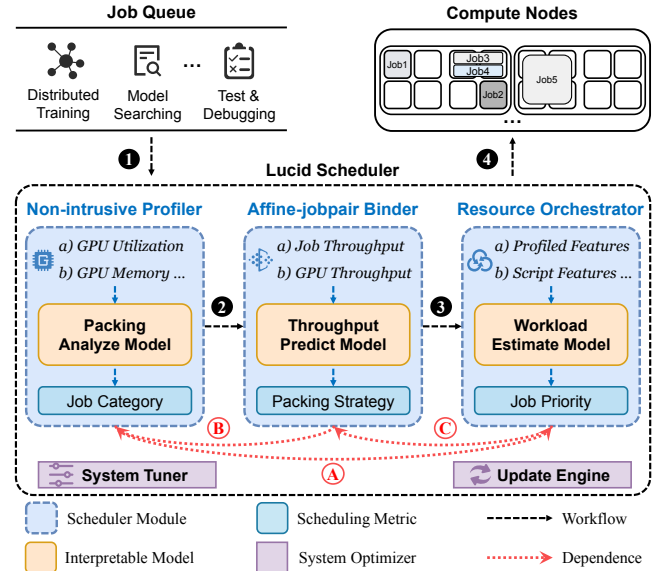 Job Queue
Compute Nodes
Distributed
Training
Model
Searching
...
Test &
Debugging
Job1
Job3
Job4
Job2
Job5
...
1
4
Lucid Scheduler
Non-intrusive Profiler
Affine-jobpair Binder
Resource Orchestrator
G
a) GPU Utilization
b) GPU Memory ...
a) Job Throughput
b) GPU Throughput
a) Profiled Features
b) Script Features ...
Packing
Analyze Model
2
Throughput
Predict Model
3
Workload
Estimate Model
Job Category
Packing Strategy
Job Priority
B
C
A
System Tuner
Update Engine
Scheduler Module
Scheduling Metric
Workflow
Interpretable Model
System Optimizer
Dependence